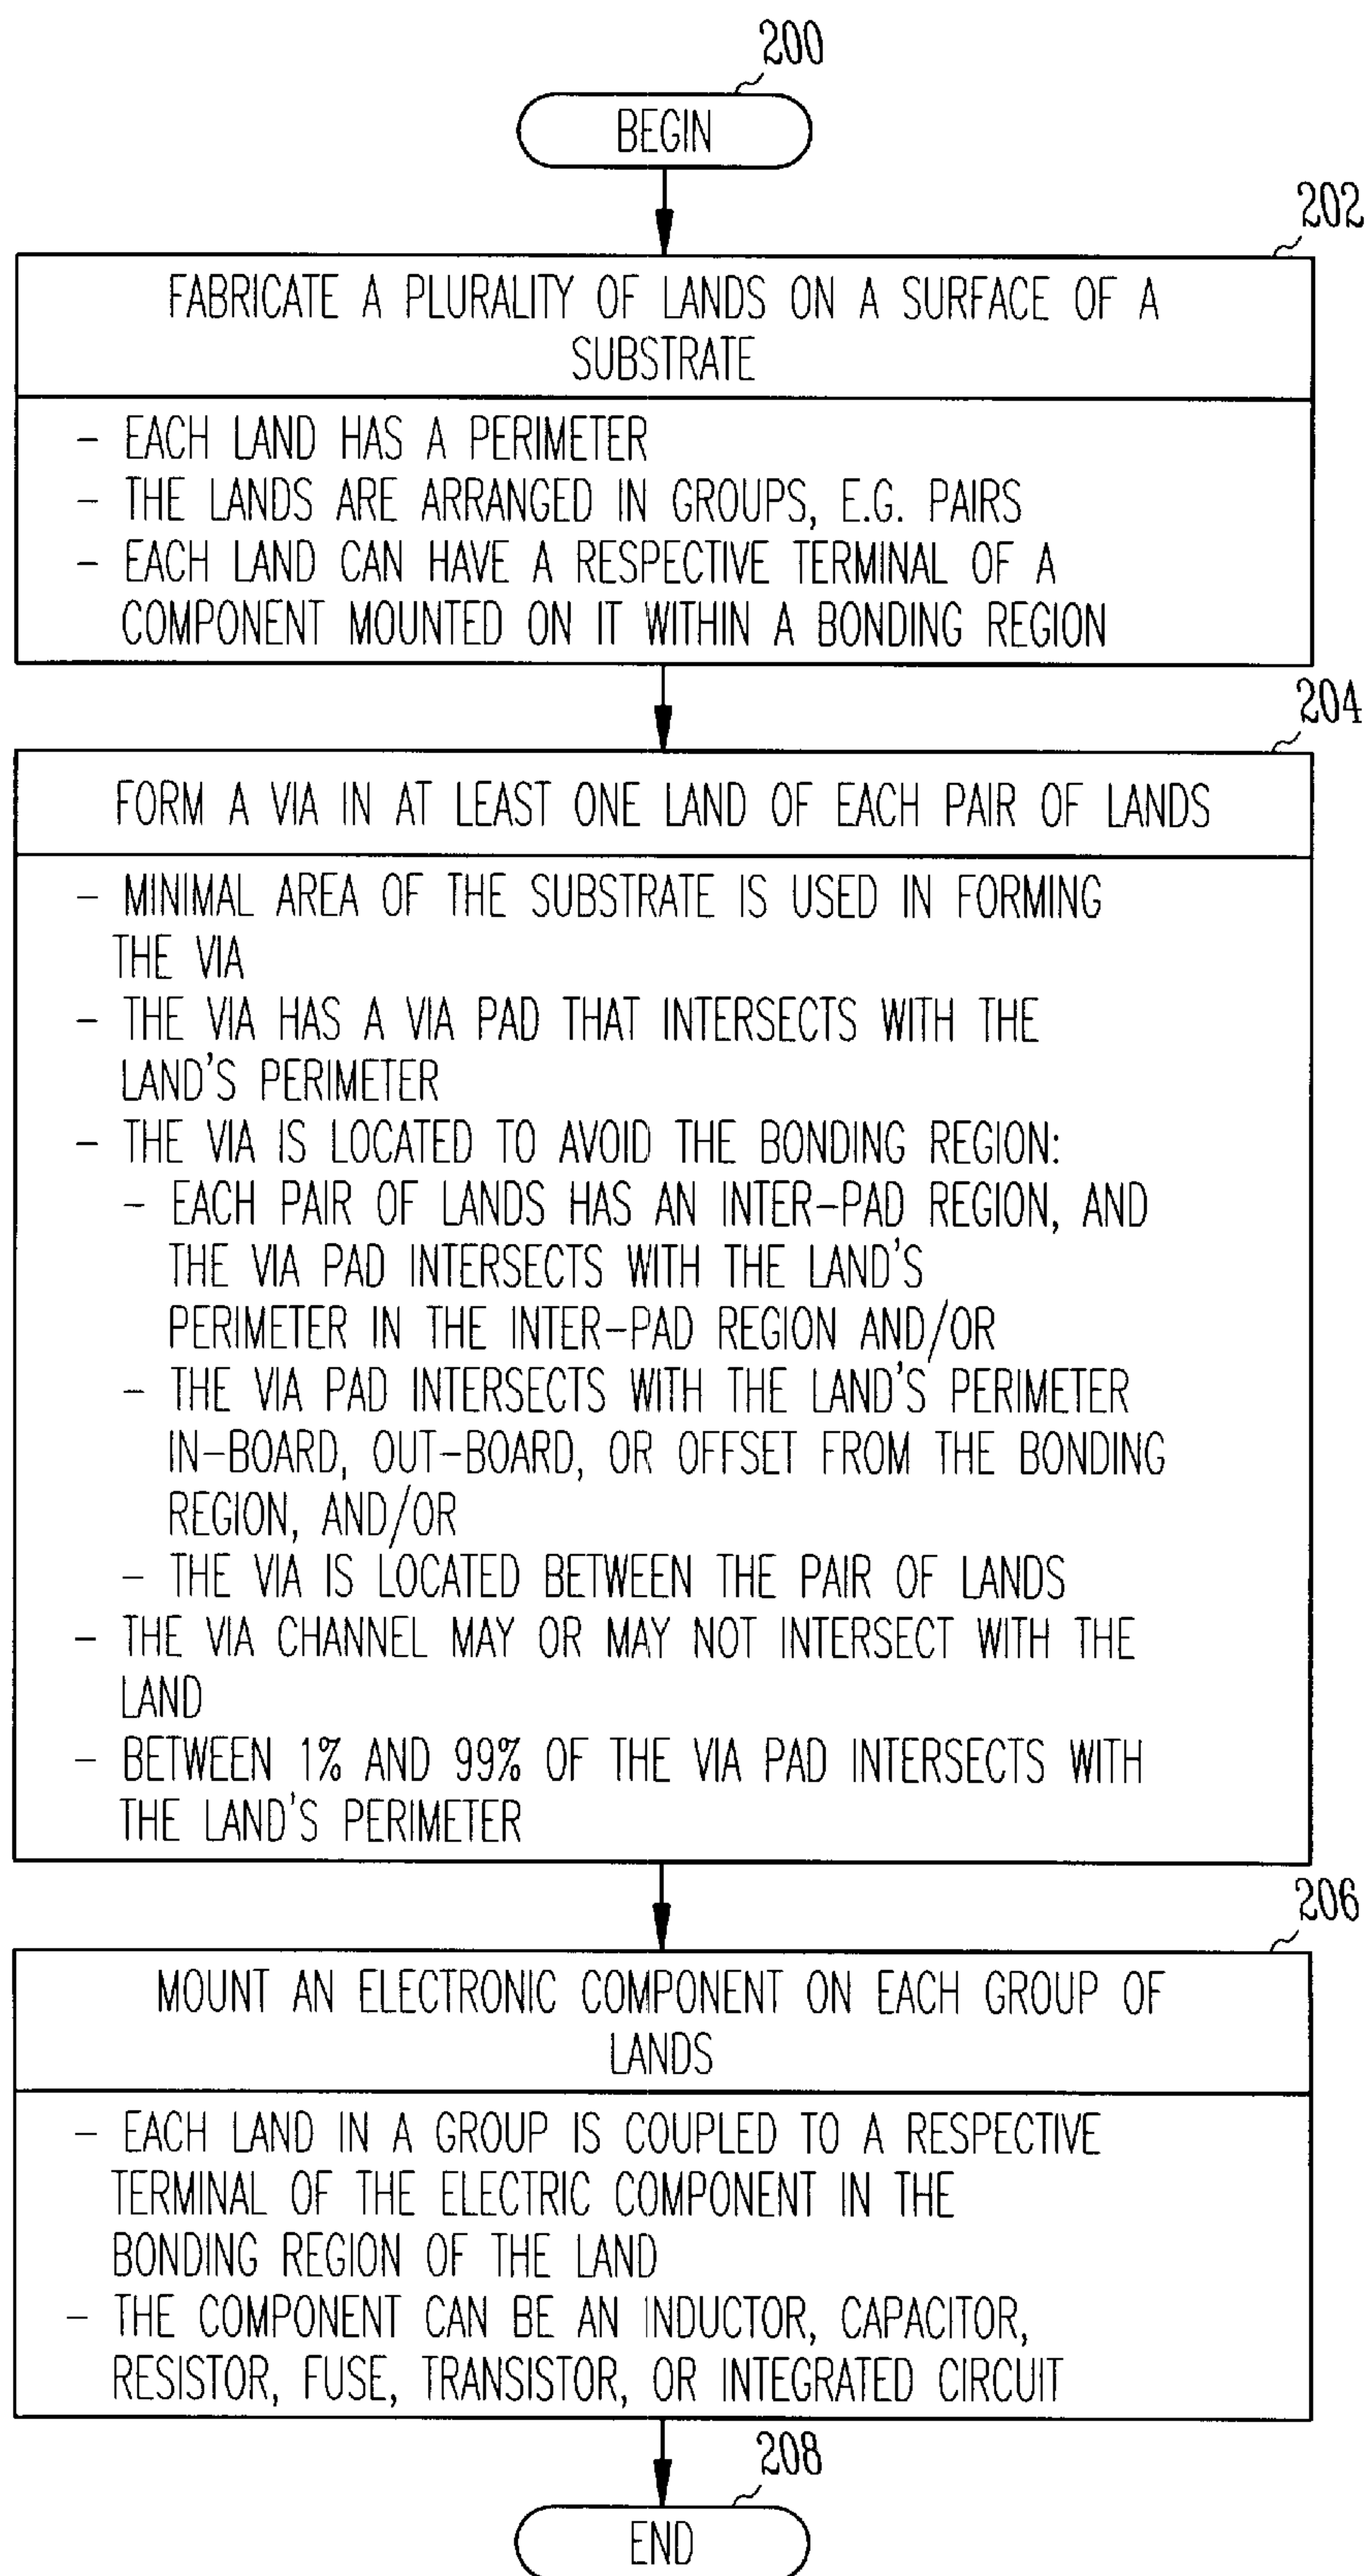 200
BEGIN
202
FABRICATE A PLURALITY OF LANDS ON A SURFACE OF A
SUBSTRATE
- EACH LAND HAS A PERIMETER
- THE LANDS ARE ARRANGED IN GROUPS, E.G. PAIRS
- EACH LAND CAN HAVE A RESPECTIVE TERMINAL OF A
COMPONENT MOUNTED ON IT WITHIN A BONDING REGION
204
FORM A VIA IN AT LEAST ONE LAND OF EACH PAIR OF LANDS
- MINIMAL AREA OF THE SUBSTRATE IS USED IN FORMING
THE VIA
- THE VIA HAS A VIA PAD THAT INTERSECTS WITH THE
LAND'S PERIMETER
- THE VIA IS LOCATED TO AVOID THE BONDING REGION:
- EACH PAIR OF LANDS HAS AN INTER-PAD REGION, AND
THE VIA PAD INTERSECTS WITH THE LAND'S
PERIMETER IN THE INTER-PAD REGION AND/OR
- THE VIA PAD INTERSECTS WITH THE LAND'S PERIMETER
IN-BOARD, OUT-BOARD, OR OFFSET FROM THE BONDING
REGION, AND/OR
- THE VIA IS LOCATED BETWEEN THE PAIR OF LANDS
- THE VIA CHANNEL MAY OR MAY NOT INTERSECT WITH THE
LAND
- BETWEEN 1% AND 99% OF THE VIA PAD INTERSECTS WITH
THE LAND'S PERIMETER
206
MOUNT AN ELECTRONIC COMPONENT ON EACH GROUP OF
LANDS
- EACH LAND IN A GROUP IS COUPLED TO A RESPECTIVE
TERMINAL OF THE ELECTRIC COMPONENT IN THE
BONDING REGION OF THE LAND
- THE COMPONENT CAN BE AN INDUCTOR, CAPACITOR,
RESISTOR, FUSE, TRANSISTOR, OR INTEGRATED CIRCUIT
208
END